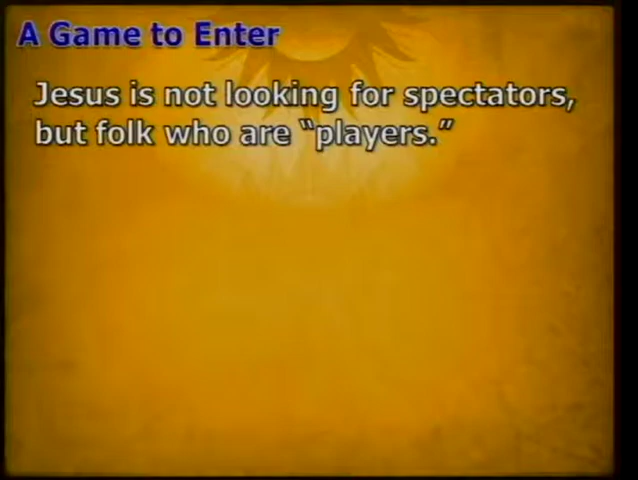 A Game to Enter
Jesus is not looking for spectators,
but folk who are “players.”